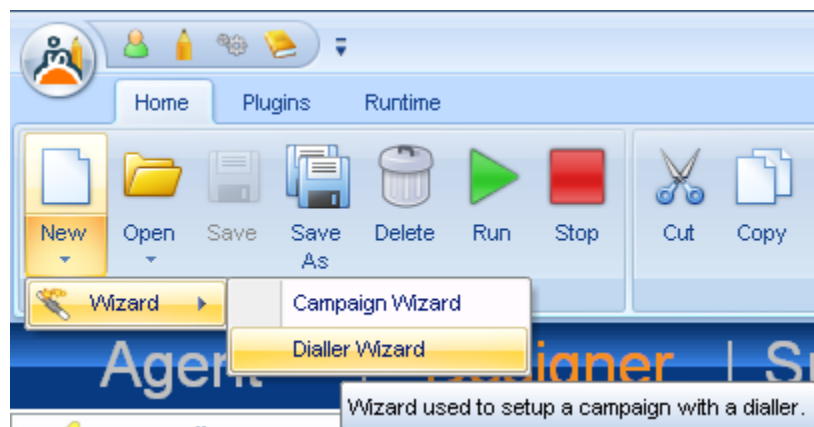 Home Plugins Runtime
New Open Save Save As Delete Run Stop Cut Copy
Wizard Campaign Wizard
Dialler Wizard
Agent
Wizard used to setup a campaign with a dialler.